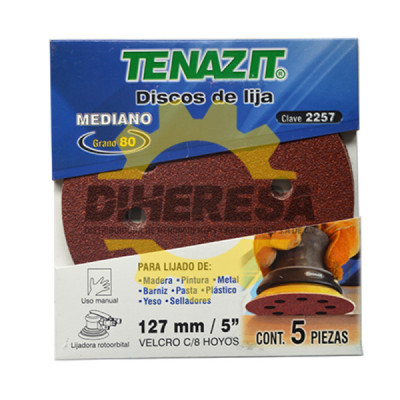 TENAZIT®
Discos de lija
MEDIANO
Grano 80
Clave 2257
DIHERESA
PARA LIJADO DE:
• Madera • Pintura • Metal
• Barniz • Pasta • Plástico
• Yeso • Selladores
Uso manual
Lijadora rotoorbital
127 mm / 5"
VELCRO C/8 HOYOS
CONT. 5 PIEZAS